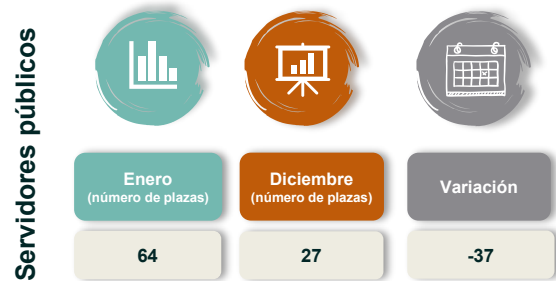 Servidores públicos
Enero
(número de plazas)
Diciembre
(número de plazas)
Variación
64
27
-37